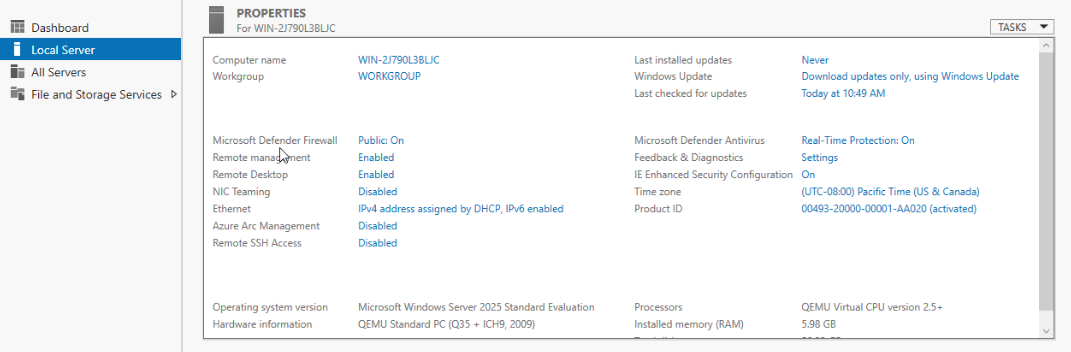 Dashboard
Local Server
All Servers
File and Storage Services
PROPERTIES
For WIN-2J790L3BLJC
TASKS
Computer name WIN-2J790L3BLJC
Workgroup WORKGROUP
Last installed updates Never
Windows Update Download updates only, using Windows Update
Last checked for updates Today at 10:49 AM
Microsoft Defender Firewall Public: On
Remote management Enabled
Remote Desktop Enabled
NIC Teaming Disabled
Ethernet IPv4 address assigned by DHCP, IPv6 enabled
Azure Arc Management Disabled
Remote SSH Access Disabled
Microsoft Defender Antivirus Real-Time Protection: On
Feedback & Diagnostics Settings
IE Enhanced Security Configuration On
Time zone (UTC-08:00) Pacific Time (US & Canada)
Product ID 00493-20000-00001-AA020 (activated)
Operating system version Microsoft Windows Server 2025 Standard Evaluation
Hardware information QEMU Standard PC (Q35 + ICH9, 2009)
Processors QEMU Virtual CPU version 2.5+
Installed memory (RAM) 5.98 GB